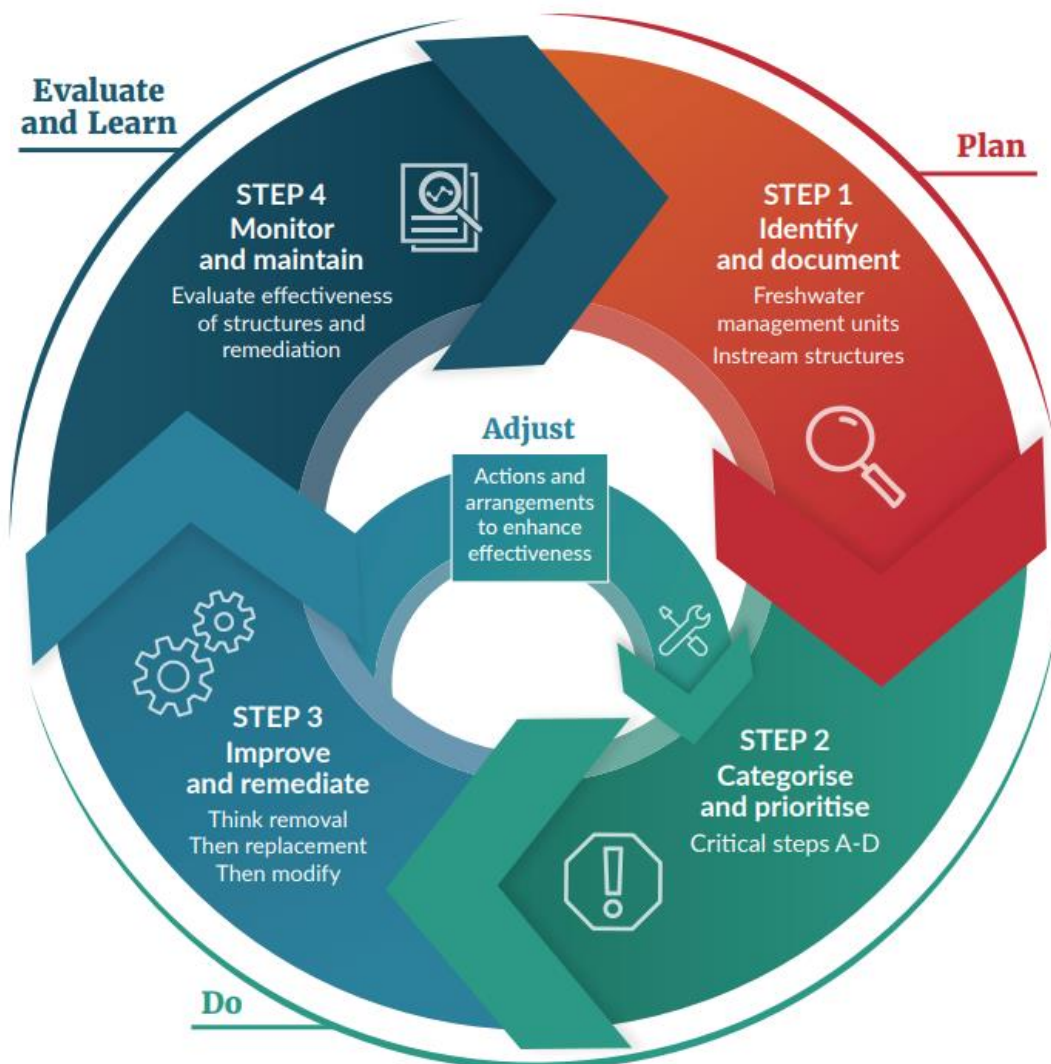 Evaluate
and Learn
Plan
STEP 4
Monitor
and maintain
Evaluate effectiveness
of structures and
remediation
STEP 1
Identify
and document
Freshwater
management units
Instream structures
Adjust
Actions and
arrangements
to enhance
effectiveness
STEP 3
Improve
and remediate
Think removal
Then replacement
Then modify
STEP 2
Categorise
and prioritise
Critical steps A-D
Do